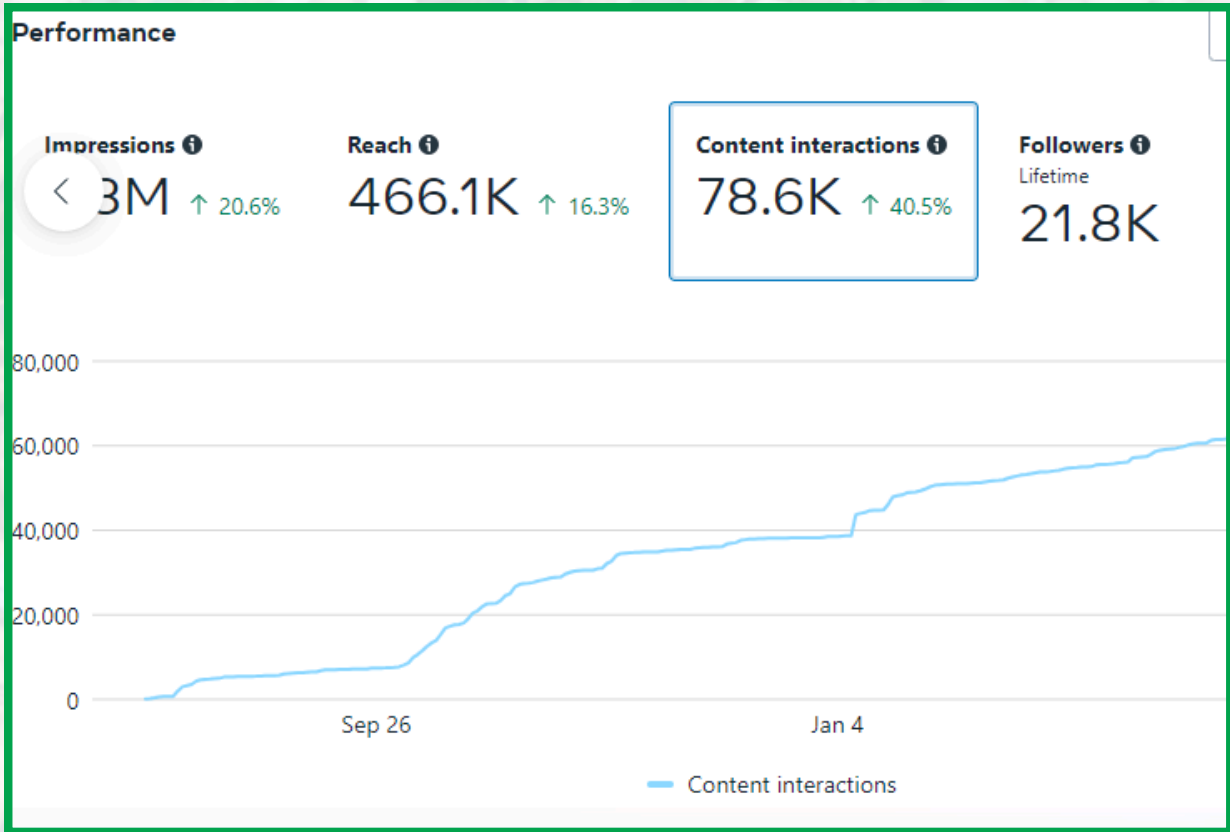 Performance
Impressions
3M ↑ 20.6%
Reach
466.1K ↑ 16.3%
Content interactions
78.6K ↑ 40.5%
Followers
Lifetime
21.8K
80,000
60,000
40,000
20,000
0
Sep 26 Jan 4
Content interactions